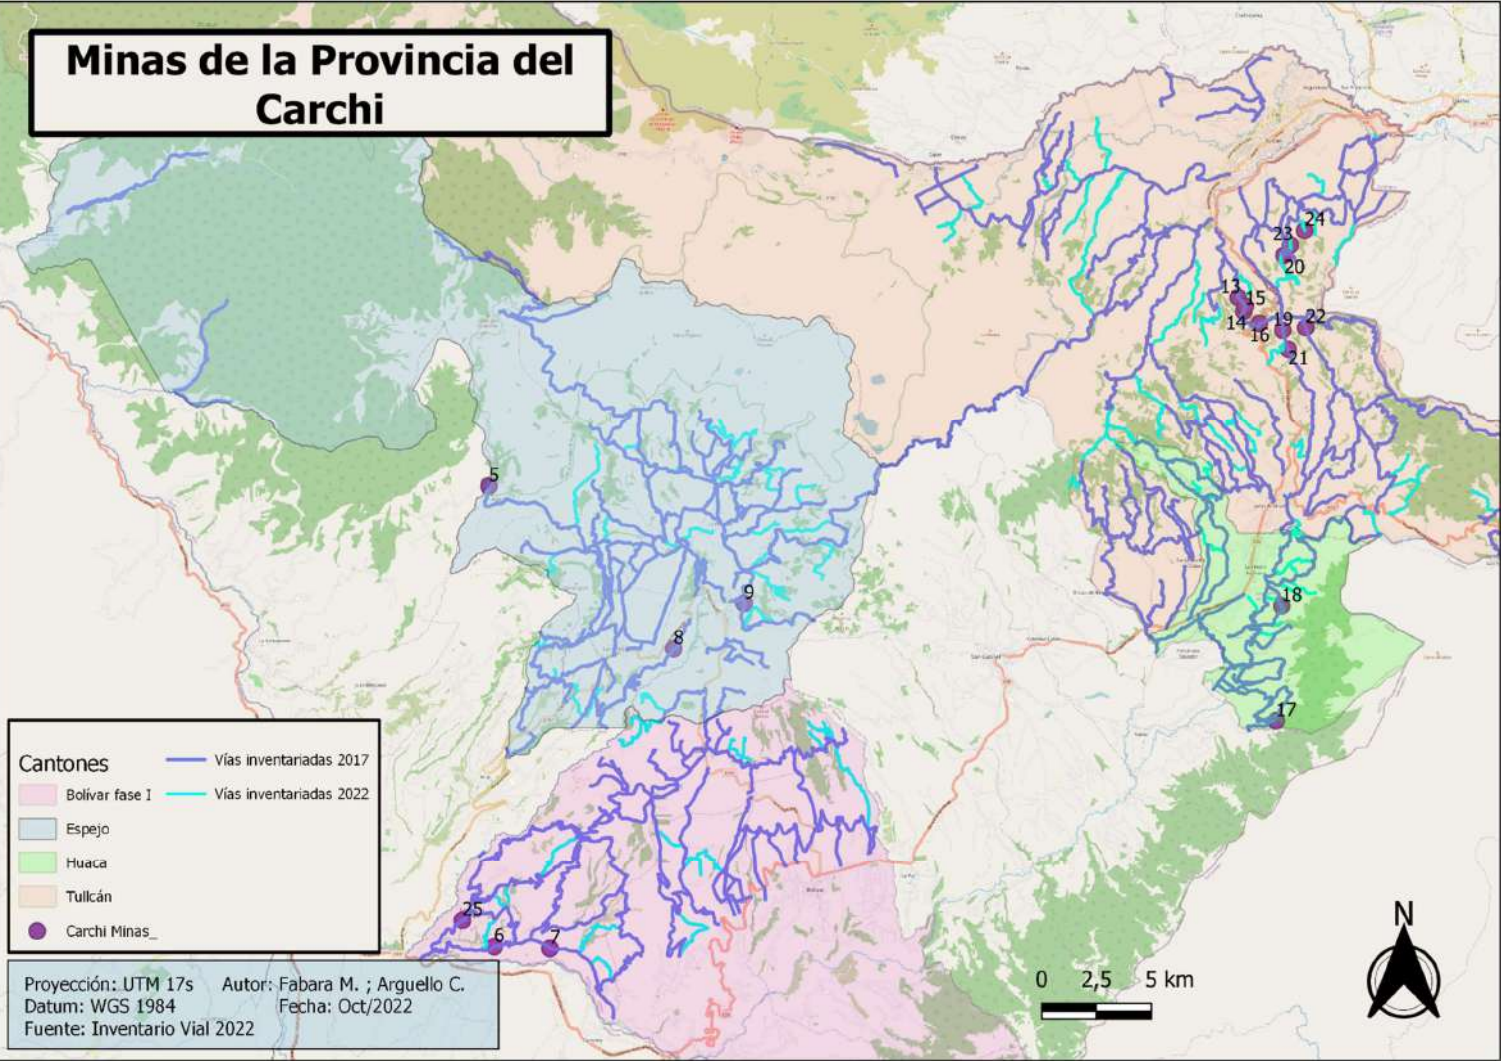 Minas de la Provincia del
Carchi
24
23
20
13
15
14
16
19
22
21
5
9
8
18
17
25
6
7
Cantones
Bolívar fase I
Espejo
Huaca
Tullcán
Carchi Minas_
Vías inventariadas 2017
Vías inventariadas 2022
Proyección: UTM 17s
Autor: Fabara M. ; Arguello C.
Datum: WGS 1984
Fecha: Oct/2022
Fuente: Inventario Vial 2022
0 2,5 5 km
N